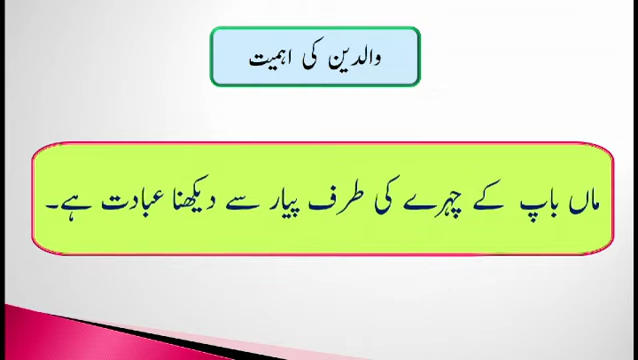 والدین کی اہمیت
ماں باپ کے چہرے کی طرف پیار سے دیکھنا عبادت ہے۔